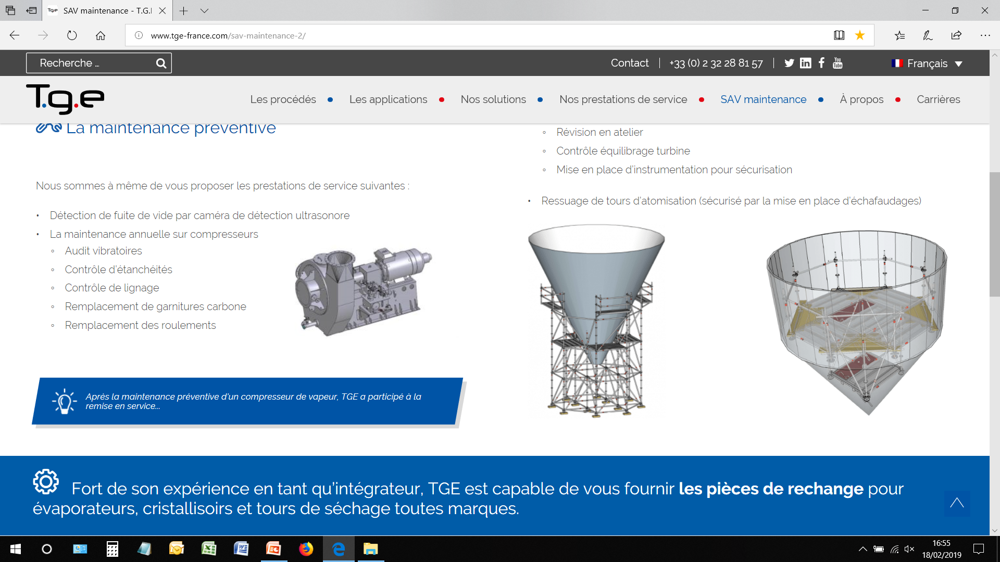 SAV maintenance - T.G.I
www.tge-france.com/sav-maintenance-2/
Recherche ...
Contact
+33 (0) 2 32 28 81 57
You
Tube
Français
T.g.e
Les procédés
Les applications
Nos solutions
Nos prestations de service
SAV maintenance
À propos
Carrières
La maintenance préventive
Nous sommes à même de vous proposer les prestations de service suivantes :
• Détection de fuite de vide par caméra de détection ultrasonore
• La maintenance annuelle sur compresseurs
◦ Audit vibratoires
◦ Contrôle d'étanchéités
◦ Contrôle de lignage
◦ Remplacement de garnitures carbone
◦ Remplacement des roulements
Après la maintenance préventive d'un compresseur de vapeur, TGE a participé à la
remise en service...
◦ Révision en atelier
◦ Contrôle équilibrage turbine
◦ Mise en place d'instrumentation pour sécurisation
• Ressuage de tours d'atomisation (sécurisé par la mise en place d'échafaudages)
Fort de son expérience en tant qu'intégrateur, TGE est capable de vous fournir les pièces de rechange pour
évaporateurs, cristallisoirs et tours de séchage toutes marques.
16:55
18/02/2019